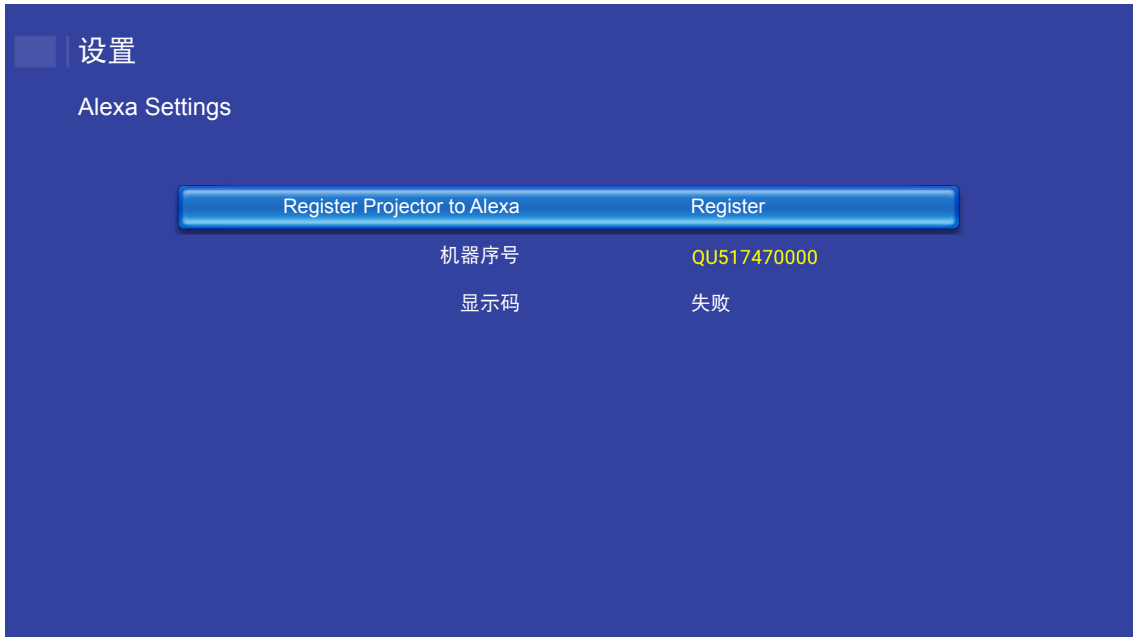 设置
Alexa Settings
Register Projector to Alexa Register
机器序号 QU517470000
显示码 失败